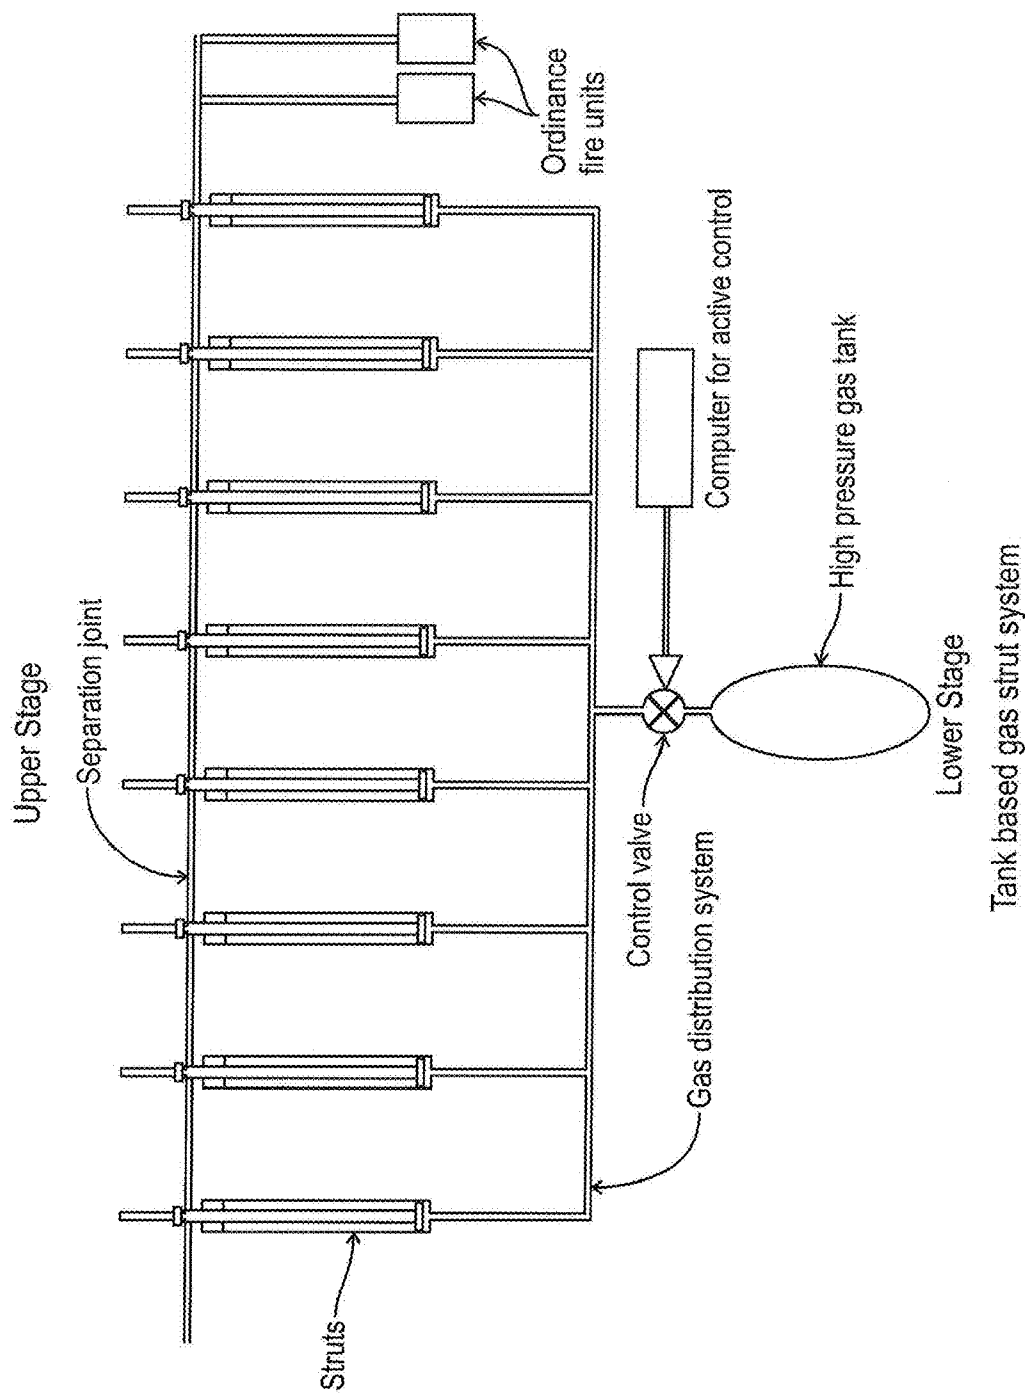 Upper Stage
Separation joint
Ordinance
fire units
Struts
Computer for active control
Control valve
Gas distribution system
High pressure gas tank
Lower Stage
Tank based gas strut system